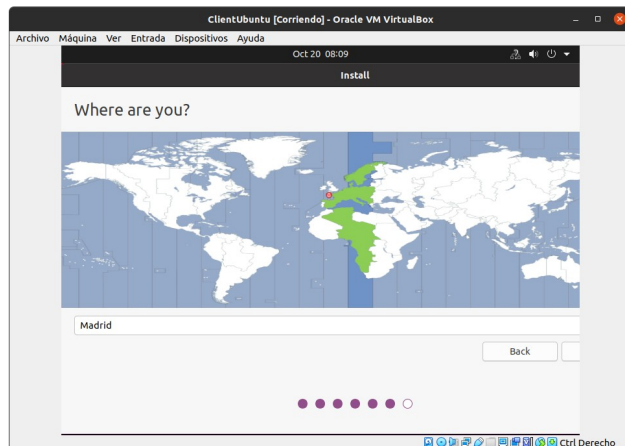 ClientUbuntu [Corriendo] - Oracle VM VirtualBox
Archivo Máquina Ver Entrada Dispositivos Ayuda
Oct 20 08:09
Install
Where are you?
Madrid
Back
Ctrl Derecho